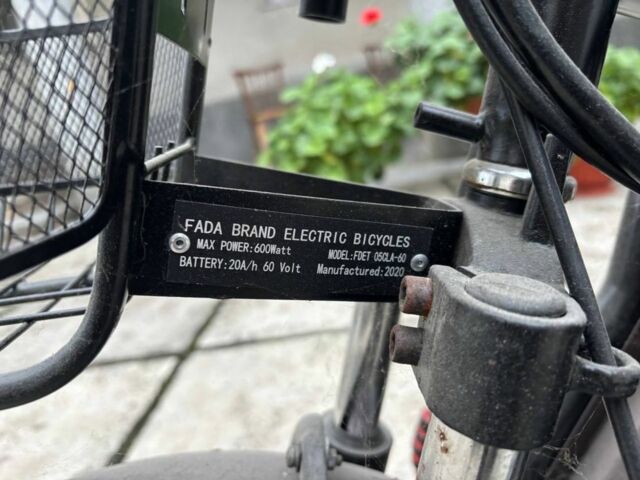 FADA BRAND ELECTRIC BICYCLES
MAX POWER:600Watt MODEL:FDET 05CLA-60
BATTERY:20A/h 60 Volt Manufactured:2020